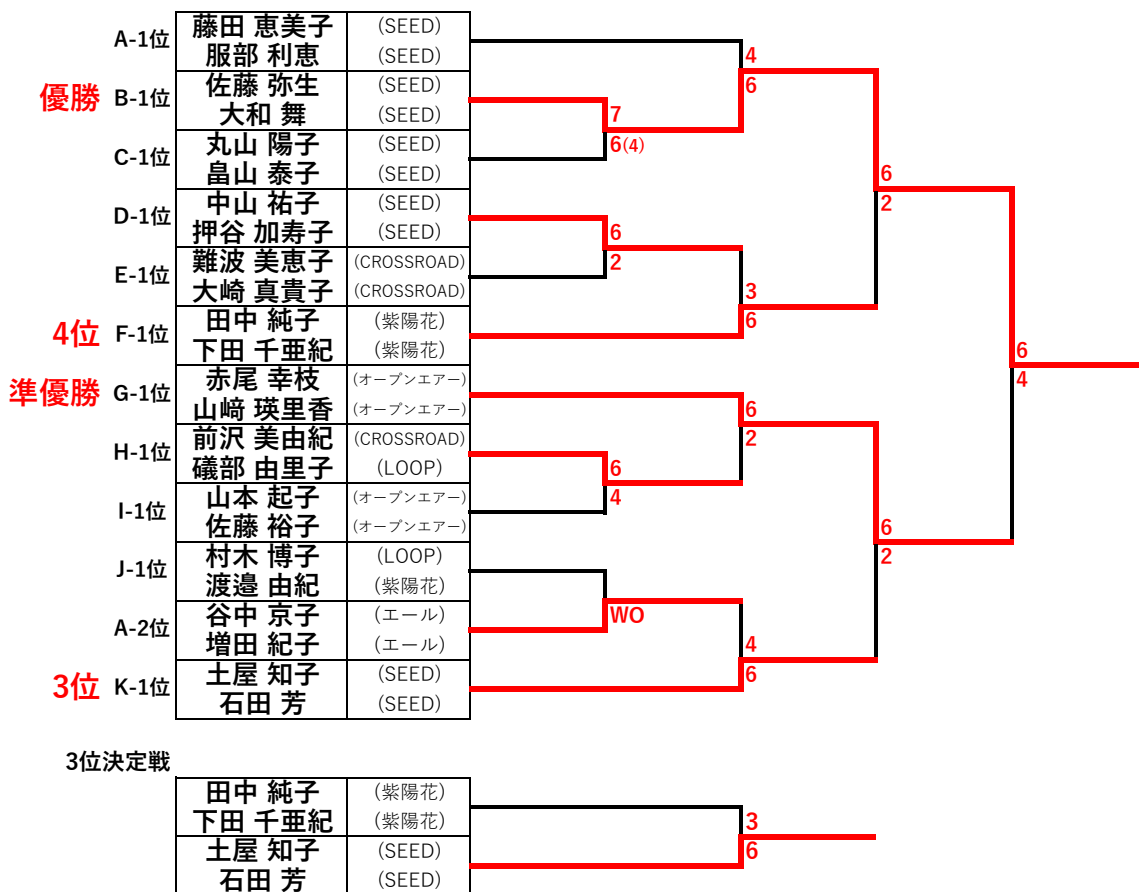 A-1位 藤田 恵美子 (SEED)
服部 利恵 (SEED)
優勝 B-1位 佐藤 弥生 (SEED)
大和 舞 (SEED)
C-1位 丸山 陽子 (SEED)
畠山 泰子 (SEED)
D-1位 中山 祐子 (SEED)
押谷 加寿子 (SEED)
E-1位 難波 美恵子 (CROSSROAD)
大崎 真貴子 (CROSSROAD)
4位 F-1位 田中 純子 (紫陽花)
下田 千亜紀 (紫陽花)
準優勝 G-1位 赤尾 幸枝 (オープンエアー)
山﨑 瑛里香 (オープンエアー)
H-1位 前沢 美由紀 (CROSSROAD)
礒部 由里子 (LOOP)
I-1位 山本 起子 (オープンエアー)
佐藤 裕子 (オープンエアー)
J-1位 村木 博子 (LOOP)
渡邉 由紀 (紫陽花)
A-2位 谷中 京子 (エール)
増田 紀子 (エール)
3位 K-1位 土屋 知子 (SEED)
石田 芳 (SEED)
7
6(4)
6
2
6
4
WO
4
6
3
6
6
2
4
6
6
2
6
2
6
4
3位決定戦
田中 純子 (紫陽花)
下田 千亜紀 (紫陽花)
土屋 知子 (SEED)
石田 芳 (SEED)
3
6